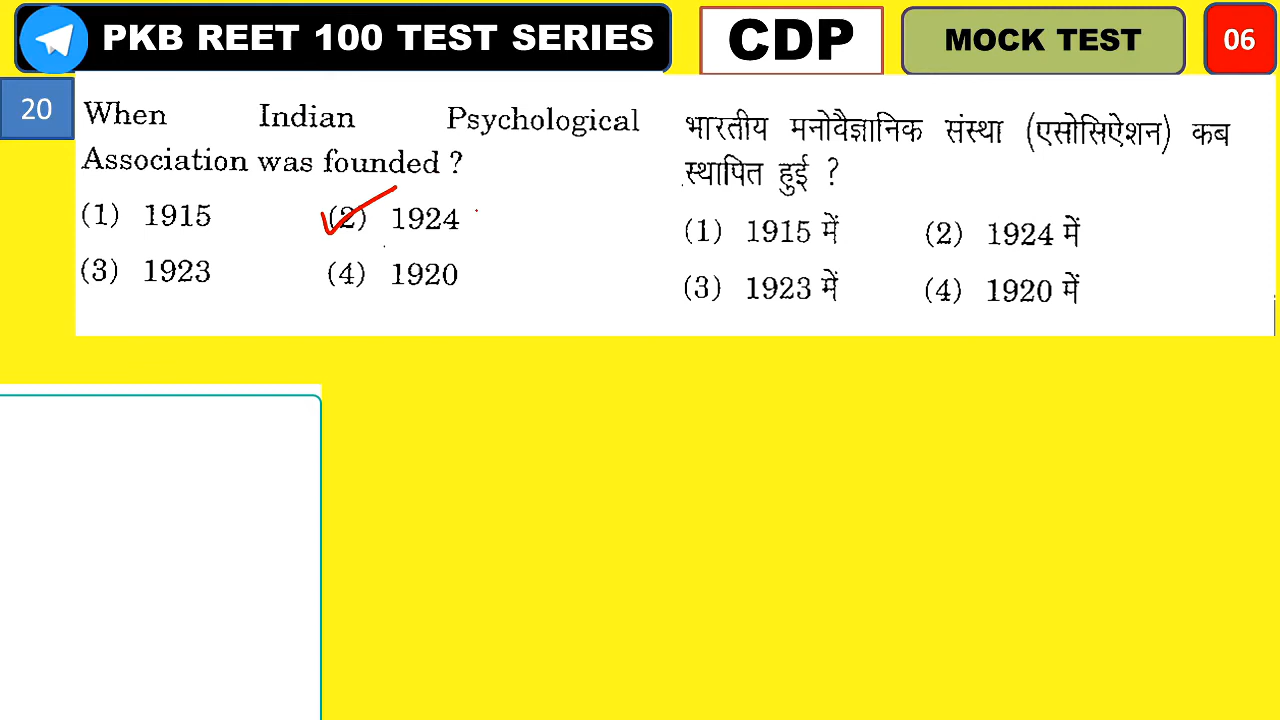 PKB REET 100 TEST SERIES
CDP
MOCK TEST
06
20
When Indian Psychological
Association was founded ?
(1) 1915 (2) 1924
(3) 1923 (4) 1920
भारतीय मनोवैज्ञानिक संस्था (एसोसिऐशन) कब
स्थापित हुई ?
(1) 1915 में (2) 1924 में
(3) 1923 में (4) 1920 में